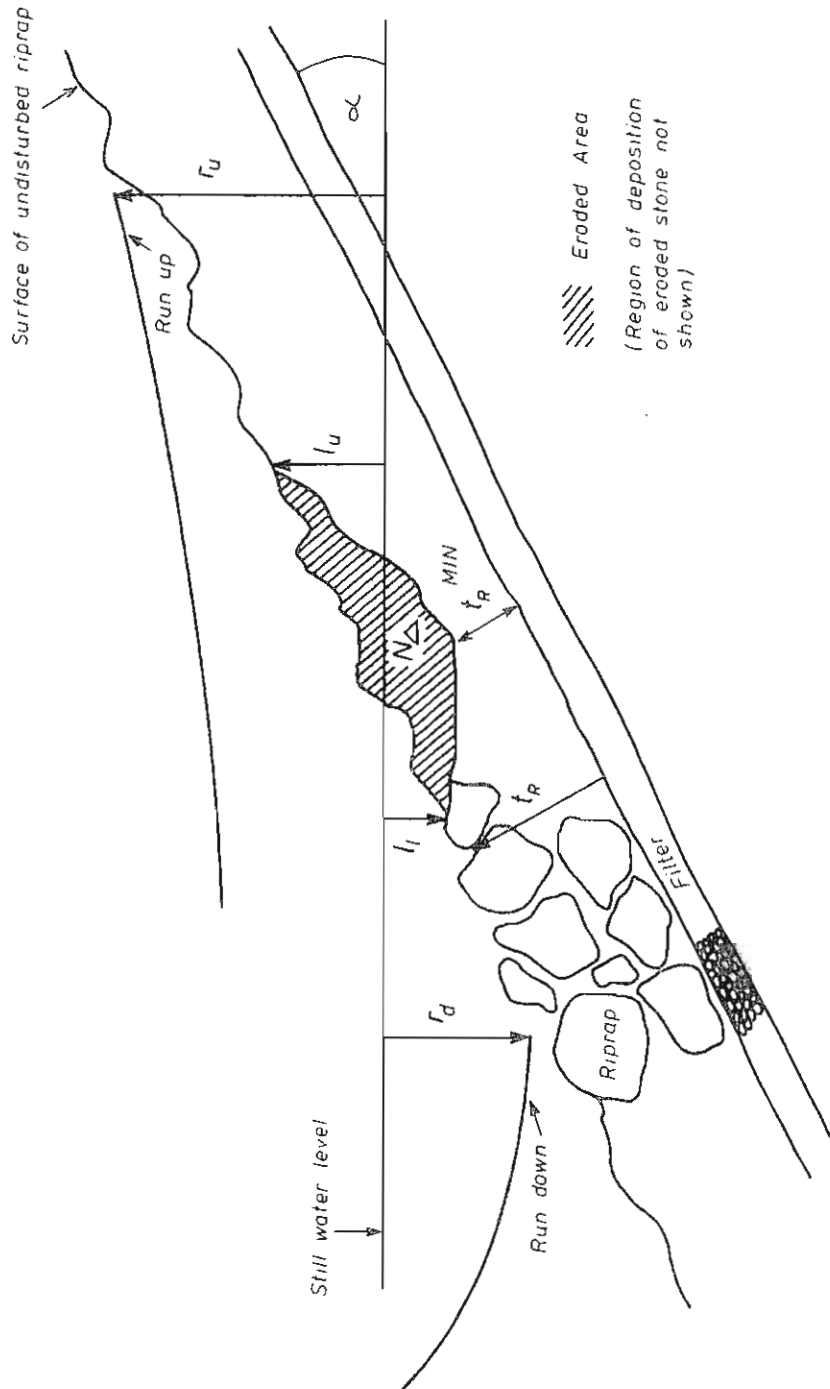 Surface of undisturbed riprap
Run up
r_u
Still water level
l_u
α
r_d
l_l
N_Δ
t_R MIN
t_R
Run down
Riprap
Filter
Eroded Area
(Region of deposition
of eroded stone not
shown)